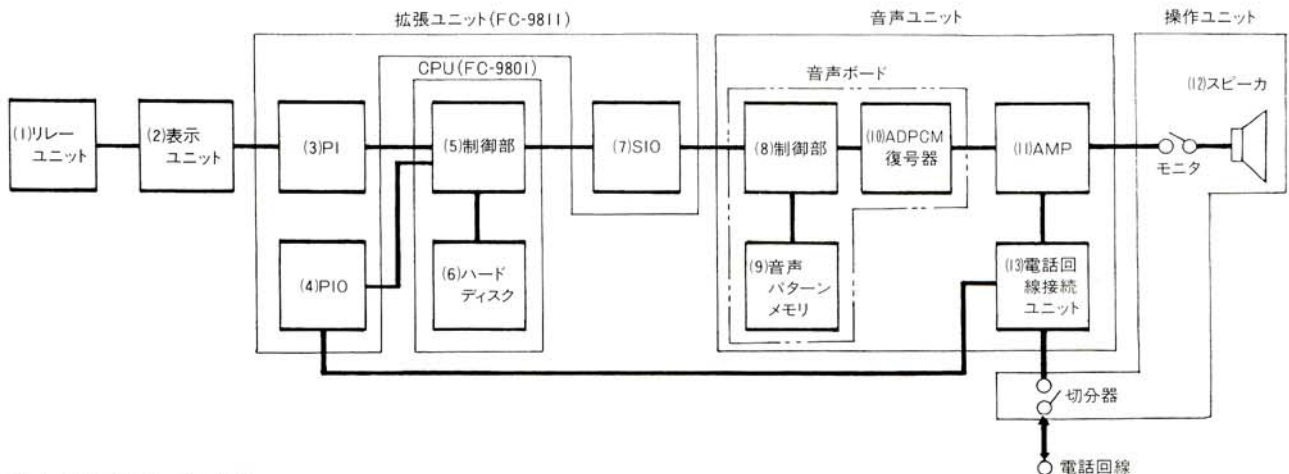 拡張ユニット(FC-9811)
音声ユニット
操作ユニット
CPU(FC-9801)
音声ボード
(12)スピーカ
(1)リレー
ユニット
(2)表示
ユニット
(3)PI
(5)制御部
(7)SIO
(8)制御部
(10)ADPCM
復号器
(11)AMP
モニタ
(4)PIO
(6)ハード
ディスク
(9)音声
パターン
メモリ
(13)電話回
線接続
ユニット
切分器
電話回線